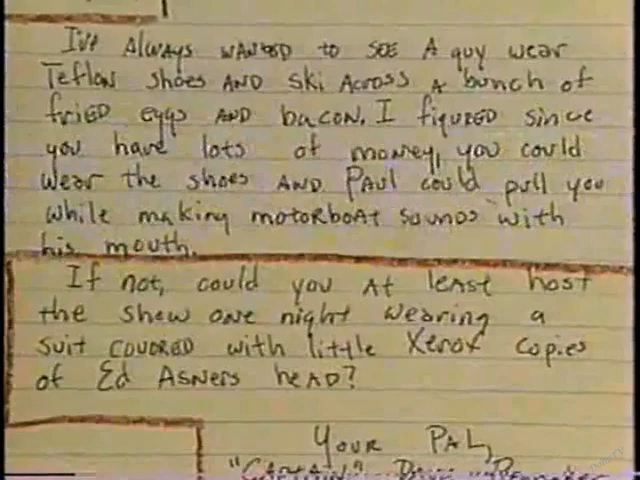 I've Always wanted to see a guy wear
Teflon shoes and ski across a bunch of
fried eggs and bacon. I figured since
you have lots of money, you could
wear the shoes and Paul could pull you
while making motorboat sounds with
his mouth.
If not, could you at least host
the show one night wearing a
suit covored with little Xerox copies
of Ed Asners head?
Your Pal,
"Captain"